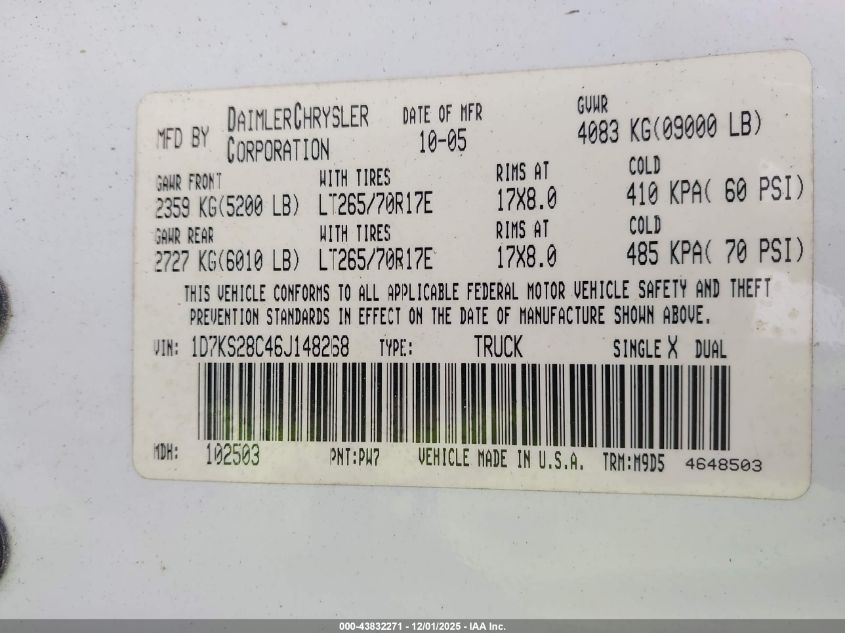 MFD BY DAIMLERCHRYSLER CORPORATION DATE OF MFR 10-05 GVWR 4083 KG(09000 LB)
GAWR FRONT WITH TIRES RIMS AT COLD
2359 KG(5200 LB) LT265/70R17E 17X8.0 410 KPA( 60 PSI)
GAWR REAR WITH TIRES RIMS AT COLD
2727 KG(6010 LB) LT265/70R17E 17X8.0 485 KPA( 70 PSI)
THIS VEHICLE CONFORMS TO ALL APPLICABLE FEDERAL MOTOR VEHICLE SAFETY AND THEFT
PREVENTION STANDARDS IN EFFECT ON THE DATE OF MANUFACTURE SHOWN ABOVE.
VIN: 1D7KS28C46J148268 TYPE: TRUCK SINGLE X DUAL
MDH: 102503 PNT:PW7 VEHICLE MADE IN U.S.A. TRM:M9D5 4648503
000-43832271 - 12/01/2025 - IAA Inc.